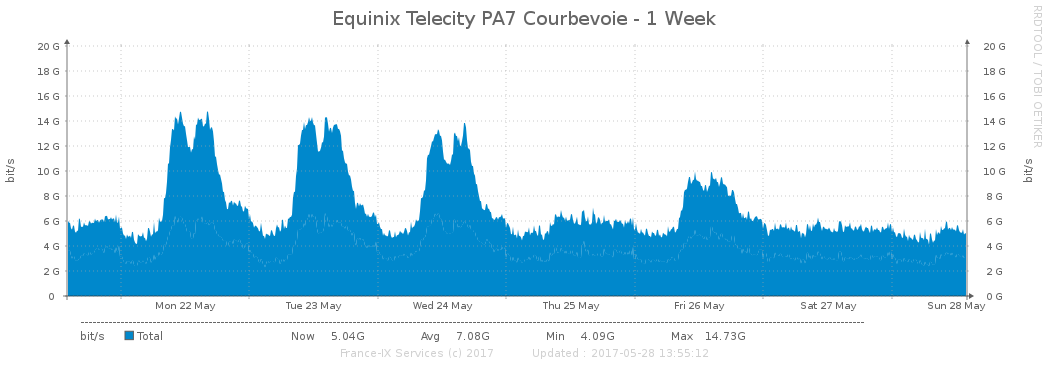 Equinix Telecity PA7 Courbevoie - 1 Week
RRDTOOL / TOBI OETIKER
bit/s
20 G 20 G
18 G 18 G
16 G 16 G
14 G 14 G
12 G 12 G
10 G 10 G
8 G 8 G
6 G 6 G
4 G 4 G
2 G 2 G
0 0 G
bit/s
Mon 22 May Tue 23 May Wed 24 May Thu 25 May Fri 26 May Sat 27 May Sun 28 May
bit/s Total Now 5.04G Avg 7.08G Min 4.09G Max 14.73G
France-IX Services (c) 2017 Updated : 2017-05-28 13:55:12